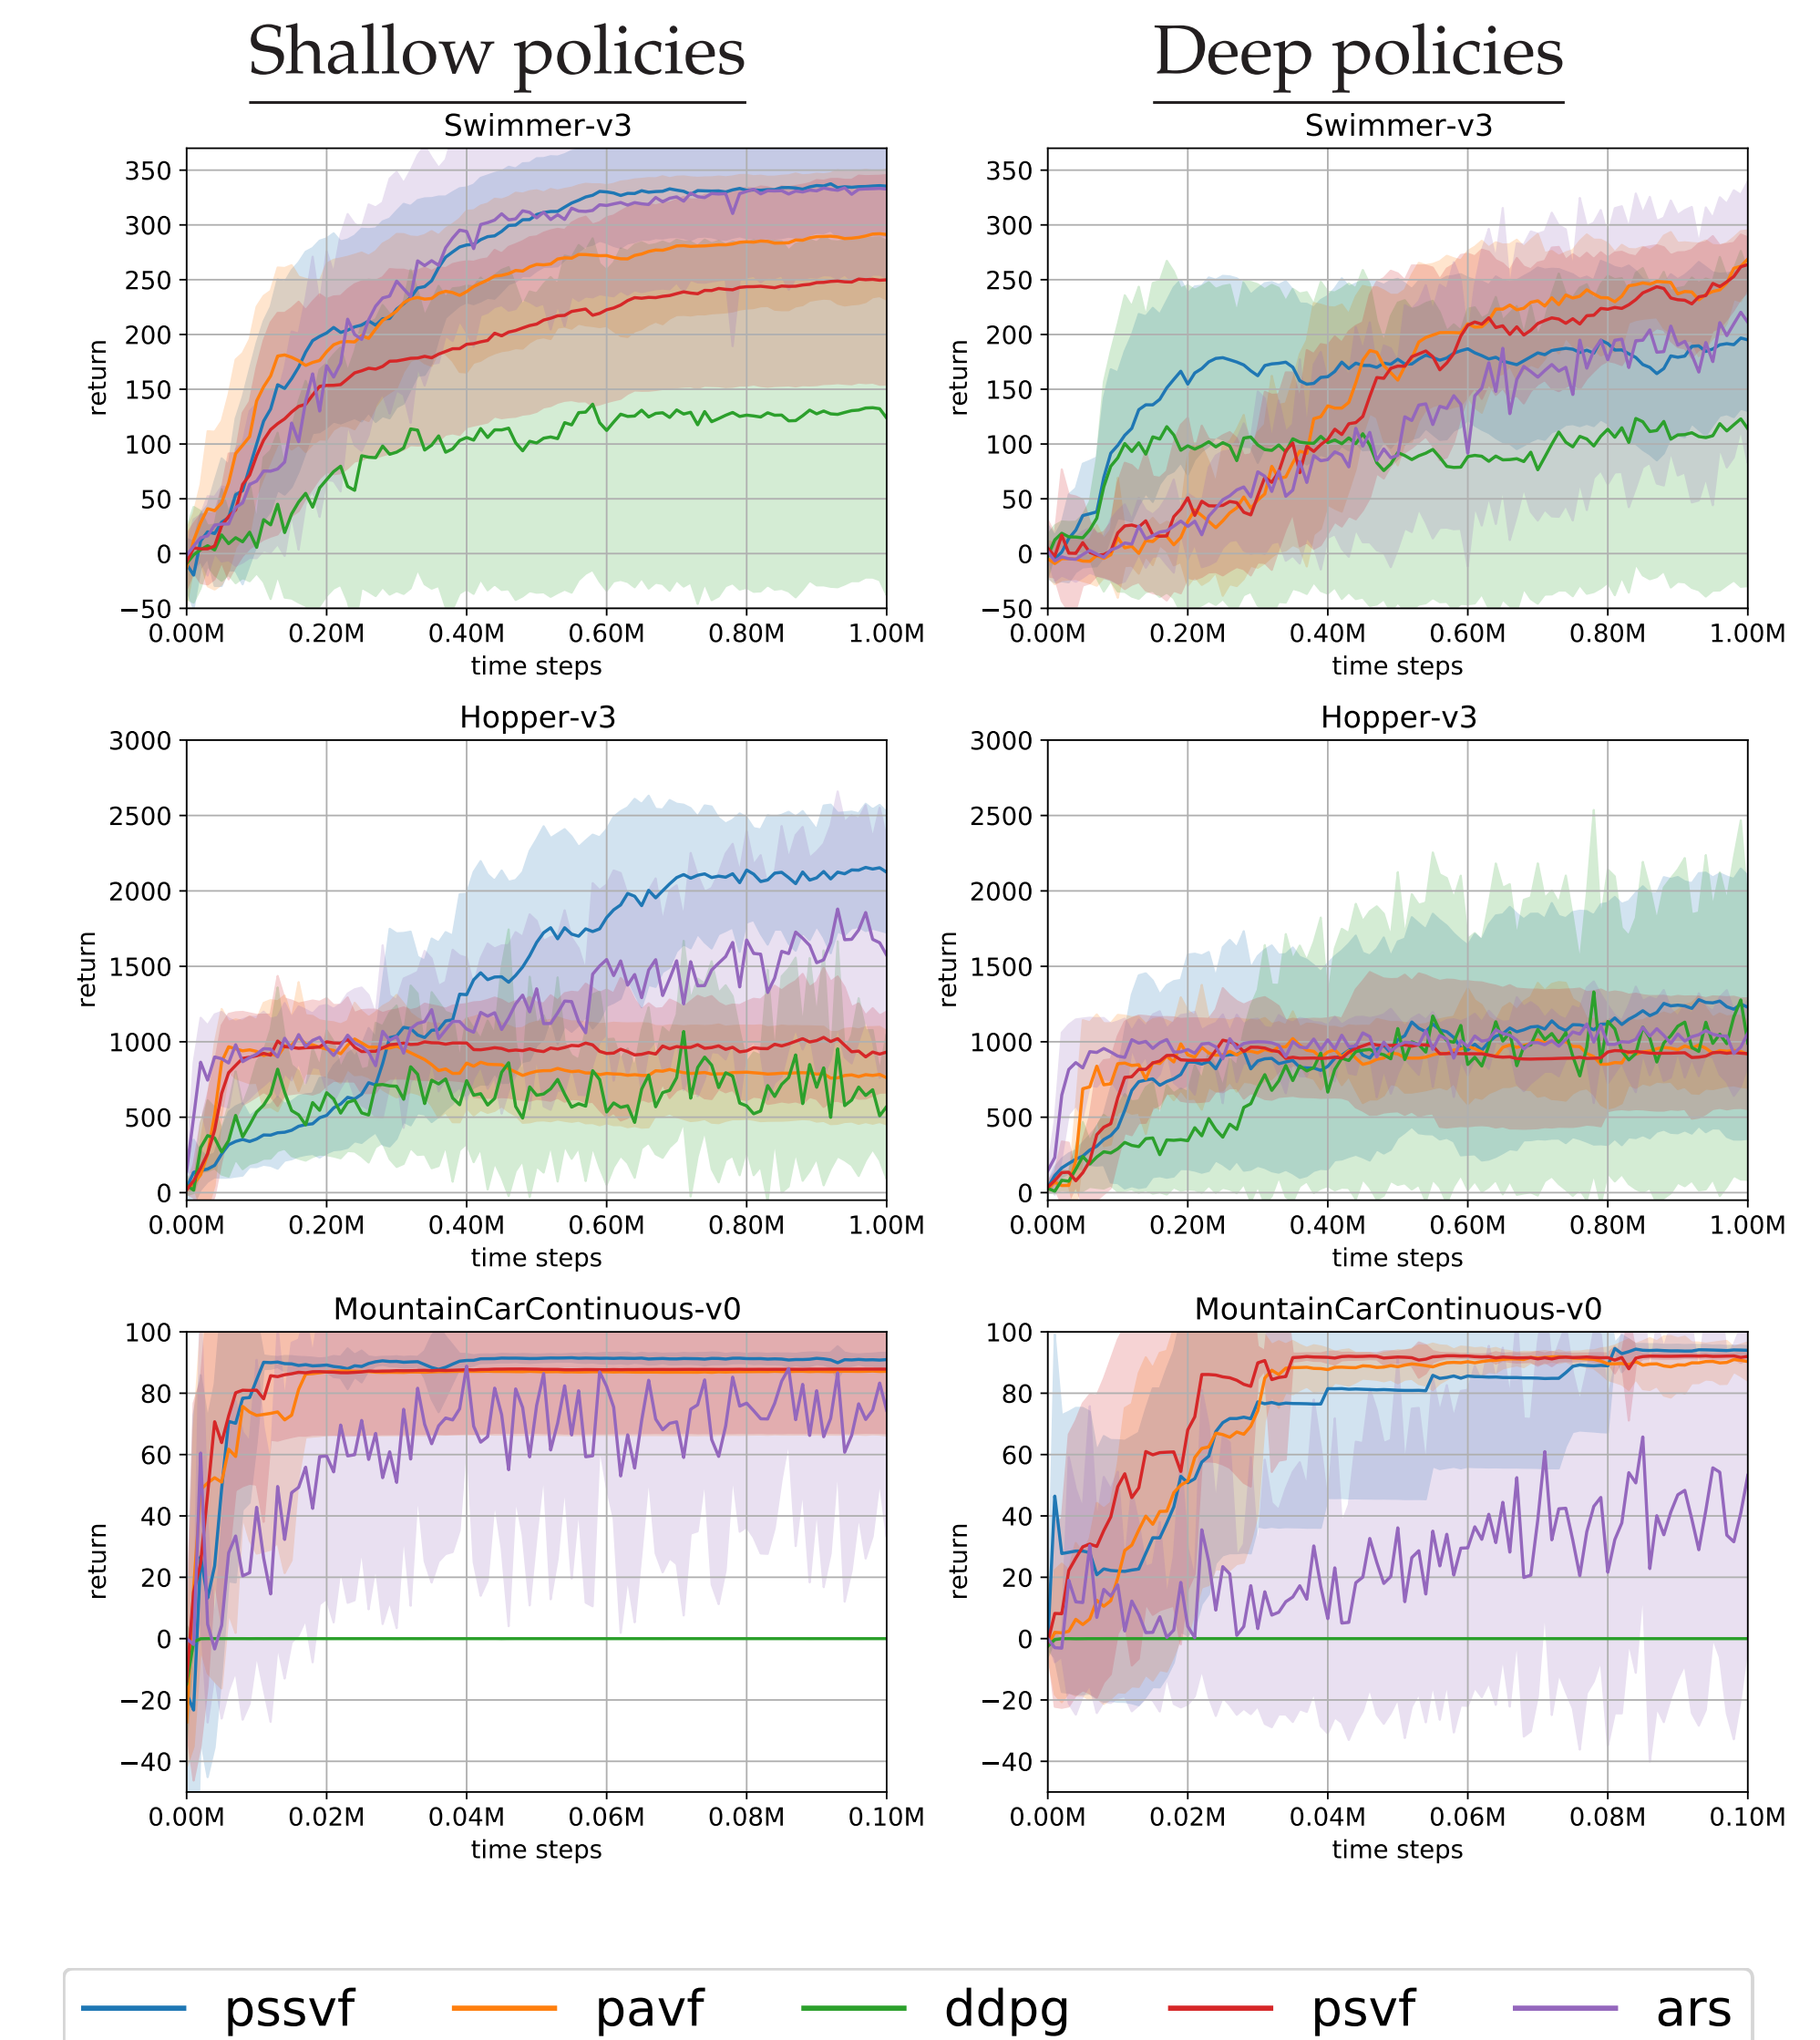 Shallow policies
Deep policies
Swimmer-v3
Swimmer-v3
350
300
250
200
150
100
50
0
−50
return
0.00M 0.20M 0.40M 0.60M 0.80M 1.00M
time steps
350
300
250
200
150
100
50
0
−50
return
0.00M 0.20M 0.40M 0.60M 0.80M 1.00M
time steps
Hopper-v3
Hopper-v3
3000
2500
2000
1500
1000
500
0
return
0.00M 0.20M 0.40M 0.60M 0.80M 1.00M
time steps
3000
2500
2000
1500
1000
500
0
return
0.00M 0.20M 0.40M 0.60M 0.80M 1.00M
time steps
MountainCarContinuous-v0
MountainCarContinuous-v0
100
80
60
40
20
0
−20
−40
return
0.00M 0.02M 0.04M 0.06M 0.08M 0.10M
time steps
100
80
60
40
20
0
−20
−40
return
0.00M 0.02M 0.04M 0.06M 0.08M 0.10M
time steps
pssvf pavf ddpg psvf ars